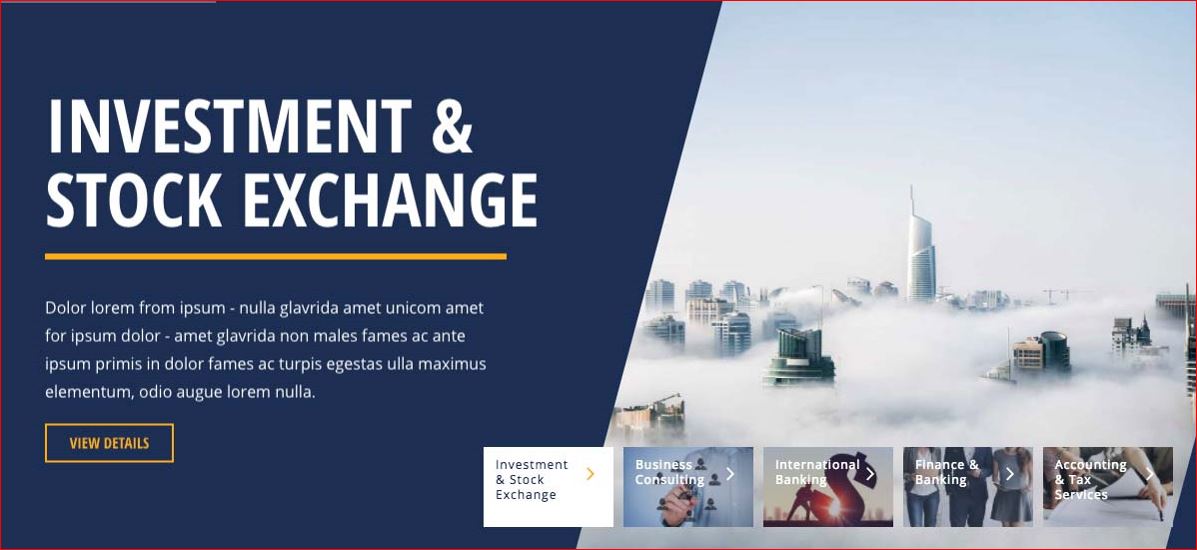 INVESTMENT &
STOCK EXCHANGE
Dolor lorem from ipsum - nulla glavrida amet unicom amet
for ipsum dolor - amet glavrida non males fames ac ante
ipsum primis in dolor fames ac turpis egestas ulla maximus
elementum, odio augue lorem nulla.
VIEW DETAILS
Investment
& Stock
Exchange
Business
Consulting
International
Banking
Finance &
Banking
Accounting
& Tax
Services